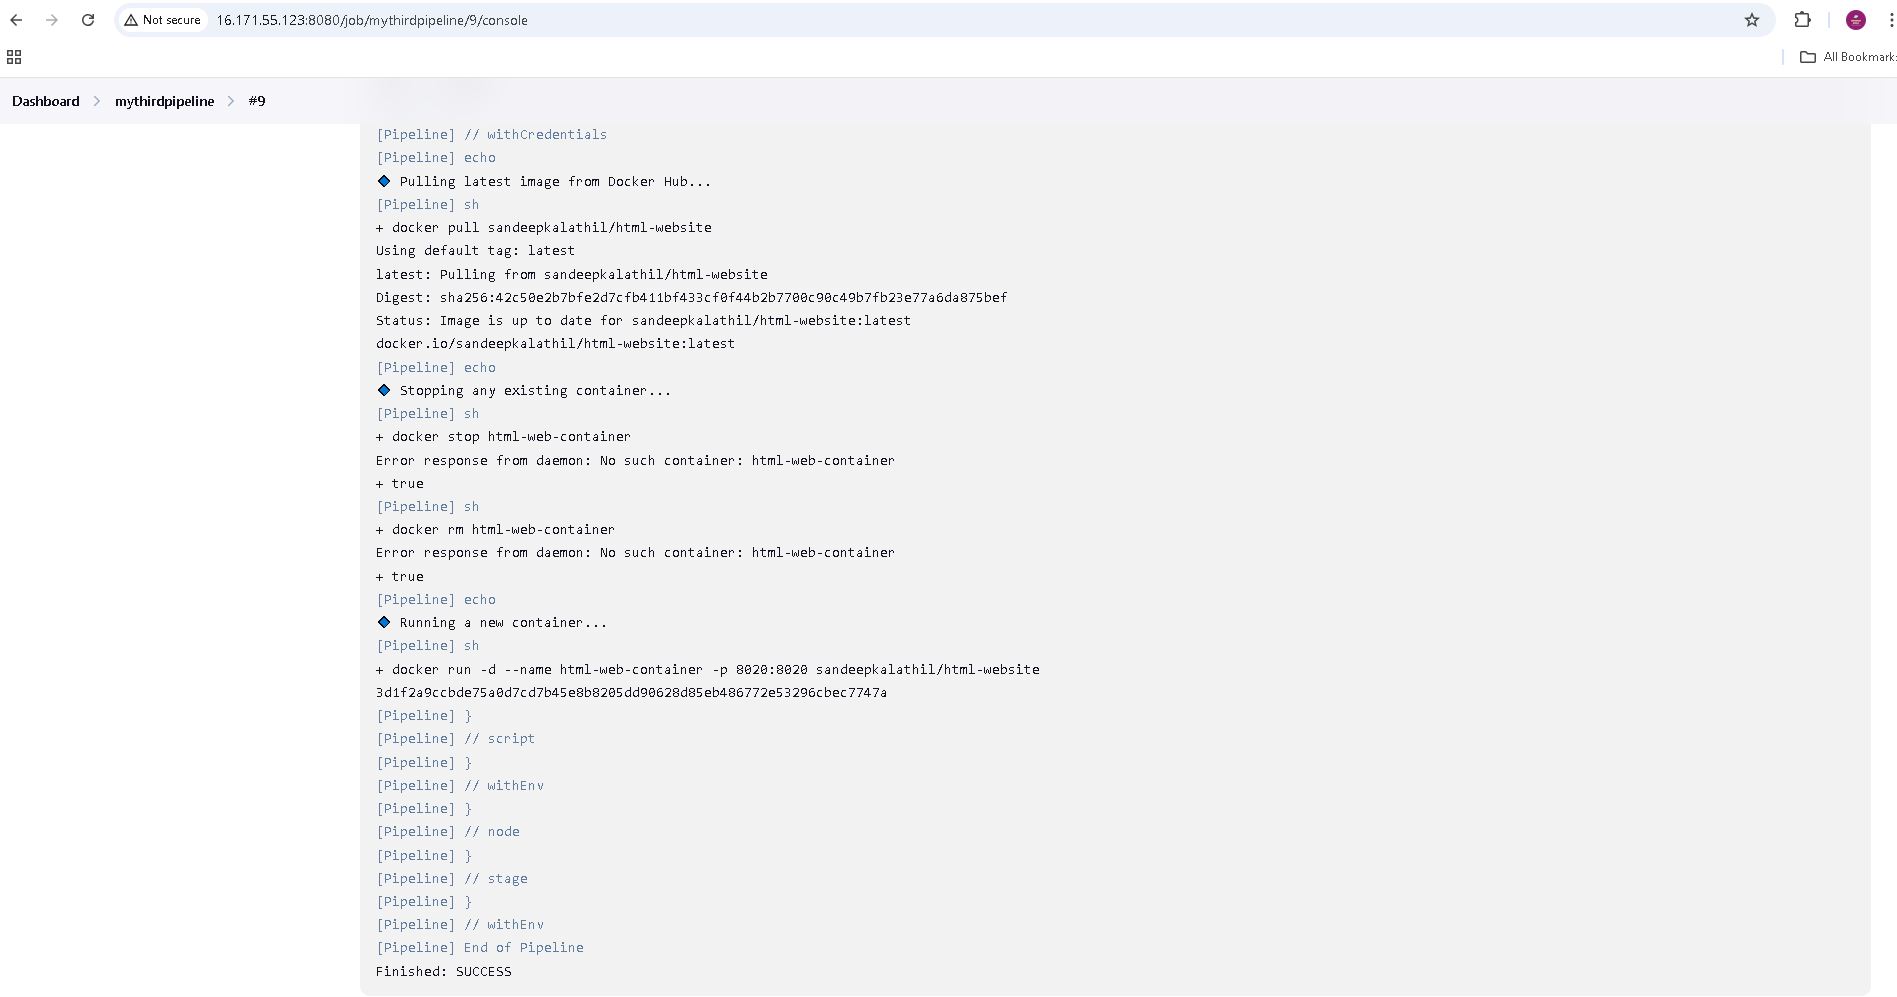 Not secure 16.171.55.123:8080/job/mythirdpipeline/9/console
All Bookmark
Dashboard > mythirdpipeline > #9
[Pipeline] // withCredentials
[Pipeline] echo
🔹 Pulling latest image from Docker Hub...
[Pipeline] sh
+ docker pull sandeepkalathil/html-website
Using default tag: latest
latest: Pulling from sandeepkalathil/html-website
Digest: sha256:42c50e2b7bfe2d7cfb411bf433cf0f44b2b7700c90c49b7fb23e77a6da875bef
Status: Image is up to date for sandeepkalathil/html-website:latest
docker.io/sandeepkalathil/html-website:latest
[Pipeline] echo
🔹 Stopping any existing container...
[Pipeline] sh
+ docker stop html-web-container
Error response from daemon: No such container: html-web-container
+ true
[Pipeline] sh
+ docker rm html-web-container
Error response from daemon: No such container: html-web-container
+ true
[Pipeline] echo
🔹 Running a new container...
[Pipeline] sh
+ docker run -d --name html-web-container -p 8020:8020 sandeepkalathil/html-website
3d1f2a9ccbde75a0d7cd7b45e8b8205dd90628d85eb486772e53296cbec7747a
[Pipeline] }
[Pipeline] // script
[Pipeline] }
[Pipeline] // withEnv
[Pipeline] }
[Pipeline] // node
[Pipeline] }
[Pipeline] // stage
[Pipeline] }
[Pipeline] // withEnv
[Pipeline] End of Pipeline
Finished: SUCCESS